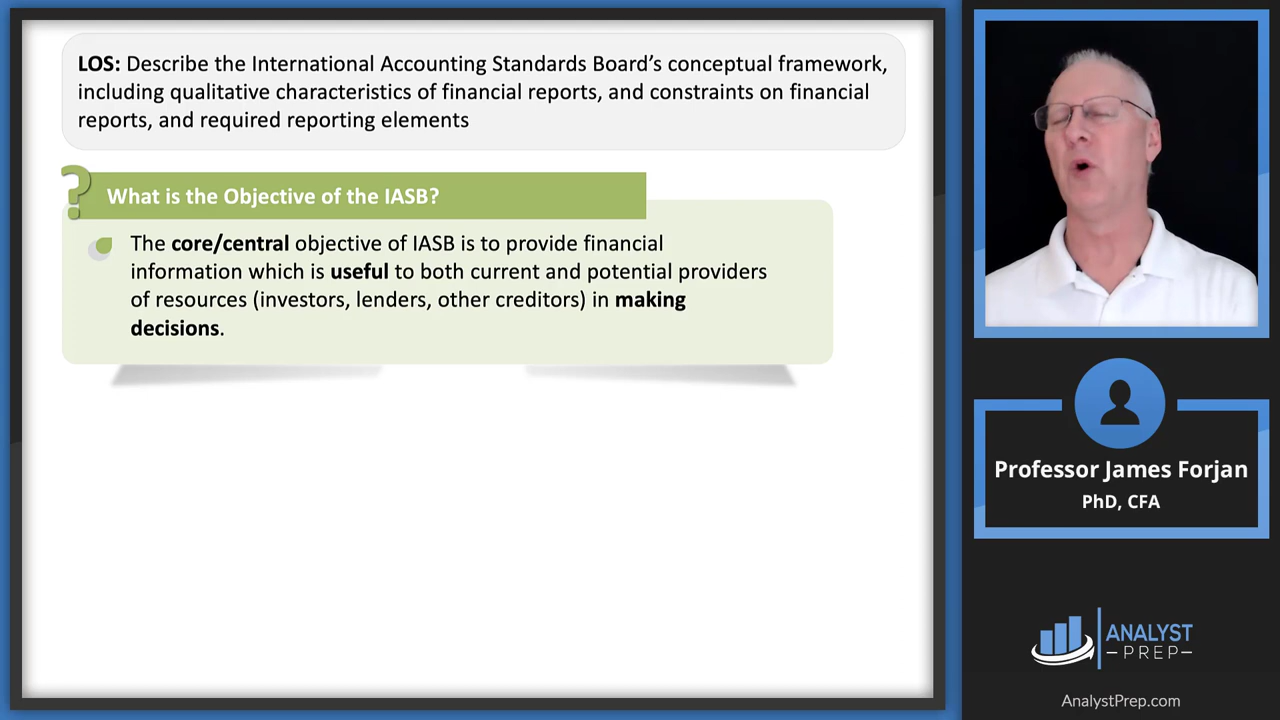 LOS: Describe the International Accounting Standards Board’s conceptual framework,
including qualitative characteristics of financial reports, and constraints on financial
reports, and required reporting elements
? What is the Objective of the IASB?
The core/central objective of IASB is to provide financial
information which is useful to both current and potential providers
of resources (investors, lenders, other creditors) in making
decisions.
Professor James Forjan
PhD, CFA
ANALYST
–PREP–
AnalystPrep.com